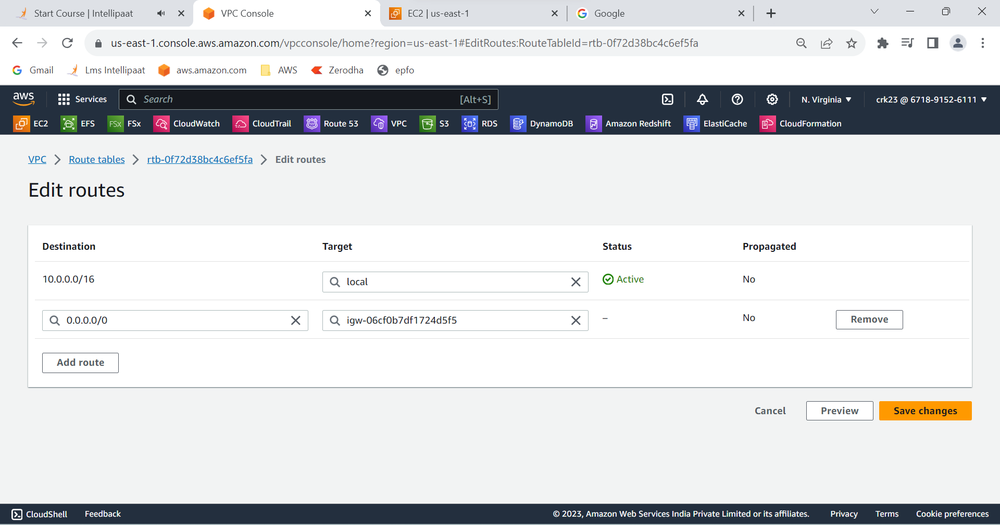 Start Course | Intellipaat
VPC Console
EC2 | us-east-1
Google
us-east-1.console.aws.amazon.com/vpcconsole/home?region=us-east-1#EditRoutes:RouteTableId=rtb-0f72d38bc4c6ef5fa
Gmail
Lms Intellipaat
aws.amazon.com
AWS
Zerodha
epfo
aws
Services
Search
[Alt+S]
N. Virginia
crk23 @ 6718-9152-6111
EC2
EFS
FSx FSx
CloudWatch
CloudTrail
53 Route 53
VPC
S3
RDS
DynamoDB
Amazon Redshift
ElastiCache
CloudFormation
VPC
Route tables
rtb-0f72d38bc4c6ef5fa
Edit routes
Edit routes
Destination
Target
Status
Propagated
10.0.0.0/16
local
Active
No
0.0.0.0/0
igw-06cf0b7df1724d5f5
–
No
Remove
Add route
Cancel
Preview
Save changes
CloudShell
Feedback
© 2023, Amazon Web Services India Private Limited or its affiliates.
Privacy
Terms
Cookie preferences